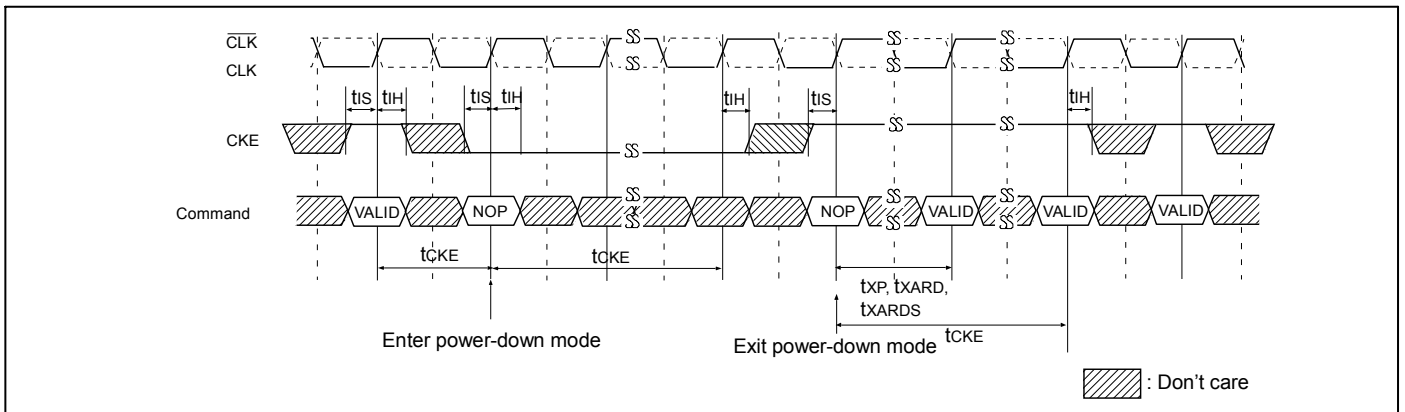 CLK
CLK
tIS tIH tIS tIH tIH tIS tIH
CKE
Command VALID NOP NOP VALID VALID VALID
tCKE tCKE
tXP, tXARD,
tXARDS
Enter power-down mode Exit power-down mode tCKE
: Don't care